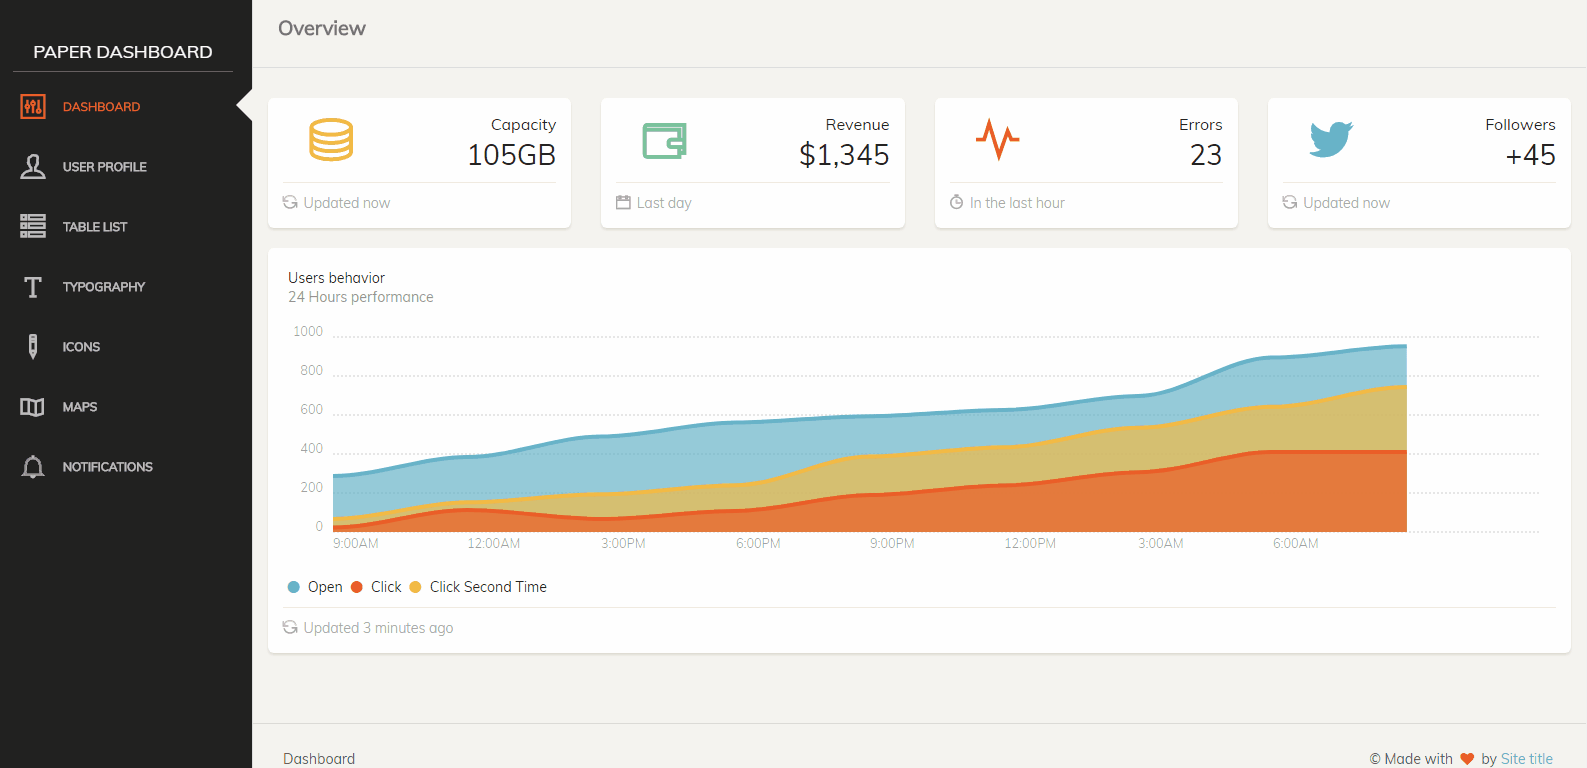 PAPER DASHBOARD
DASHBOARD
USER PROFILE
TABLE LIST
TYPOGRAPHY
ICONS
MAPS
NOTIFICATIONS
Overview
Capacity
105GB
Updated now
Revenue
$1,345
Last day
Errors
23
In the last hour
Followers
+45
Updated now
Users behavior
24 Hours performance
1000
800
600
400
200
0
9:00AM 12:00AM 3:00PM 6:00PM 9:00PM 12:00PM 3:00AM 6:00AM
Open Click Click Second Time
Updated 3 minutes ago
Dashboard
© Made with by Site title